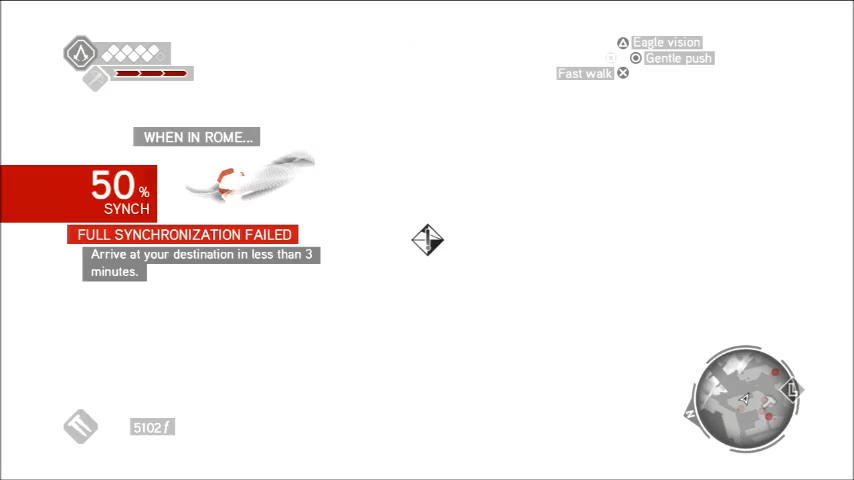 Eagle vision
Gentle push
Fast walk
WHEN IN ROME...
50 %
SYNCH
FULL SYNCHRONIZATION FAILED
Arrive at your destination in less than 3
minutes.
L
N
5102 f